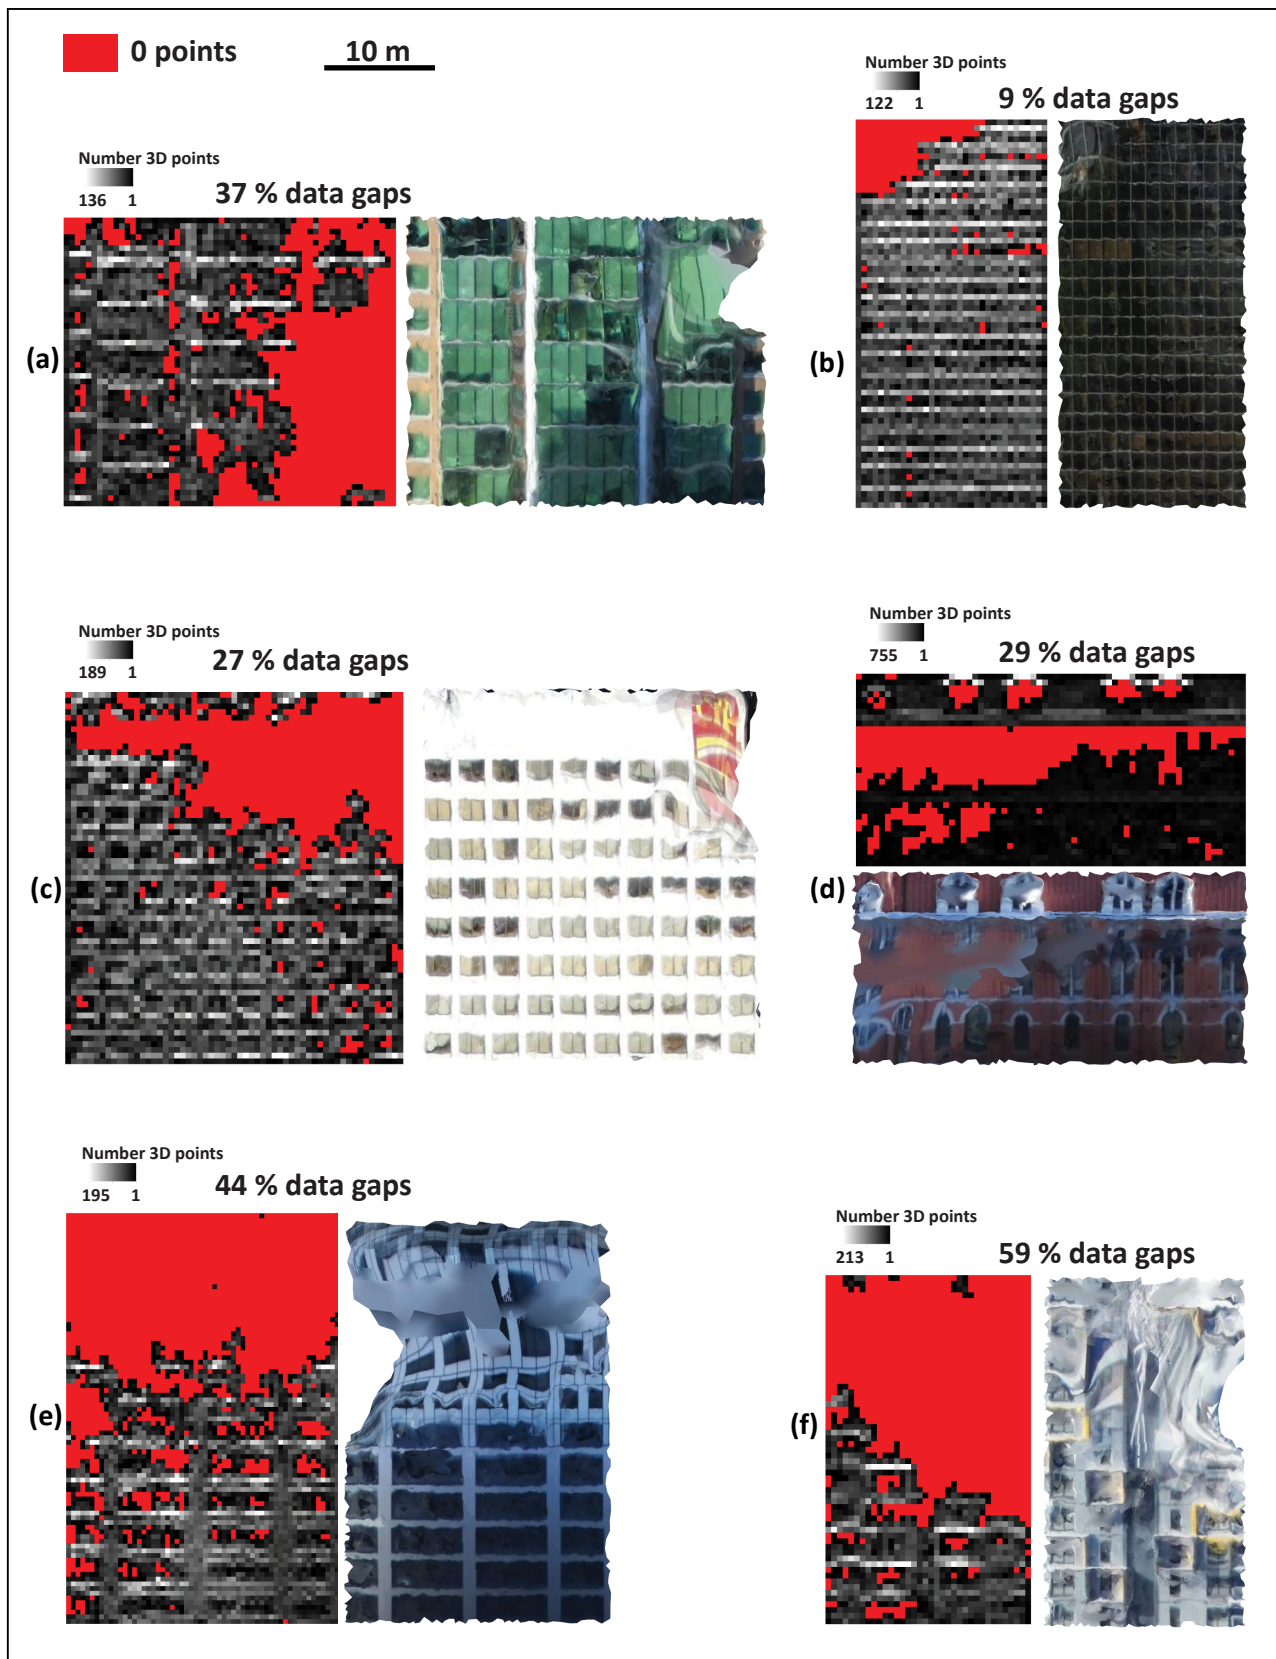 0 points
10 m
Number 3D points
136 1
37 % data gaps
(a)
Number 3D points
122 1
9 % data gaps
(b)
Number 3D points
189 1
27 % data gaps
(c)
Number 3D points
755 1
29 % data gaps
(d)
Number 3D points
195 1
44 % data gaps
(e)
Number 3D points
213 1
59 % data gaps
(f)